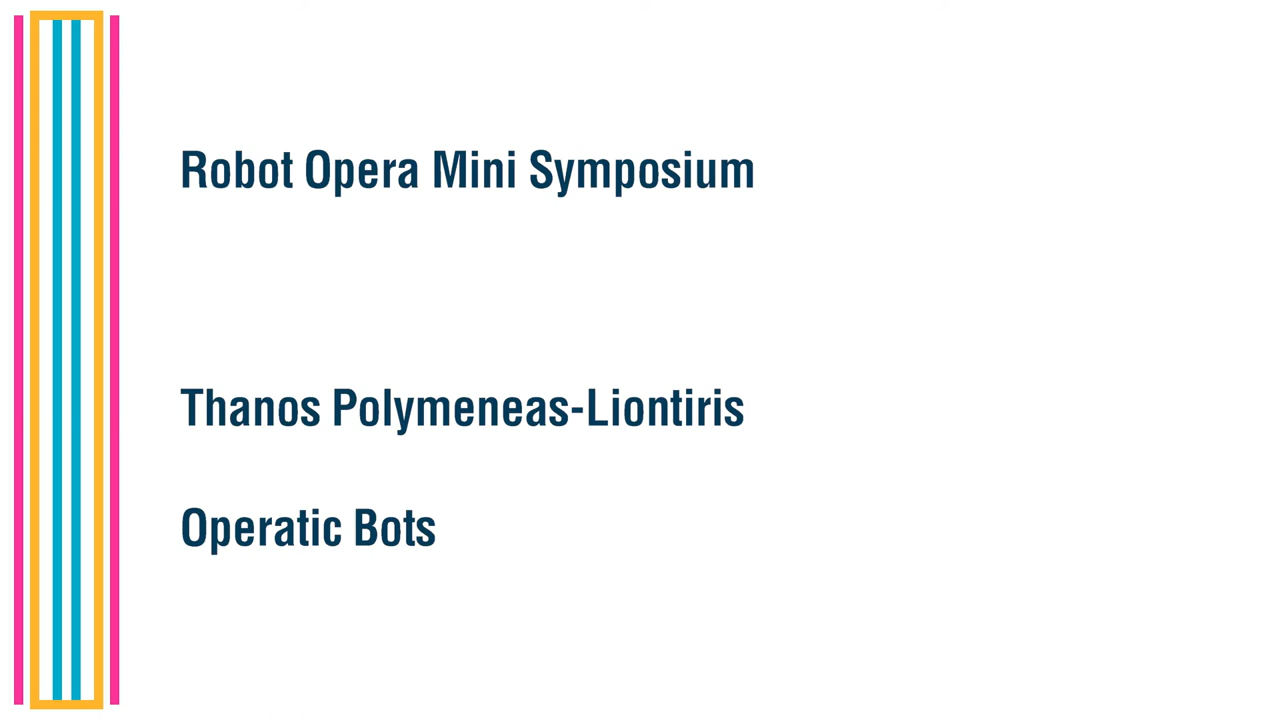 Robot Opera Mini Symposium
Thanos Polymeneas-Liontiris
Operatic Bots